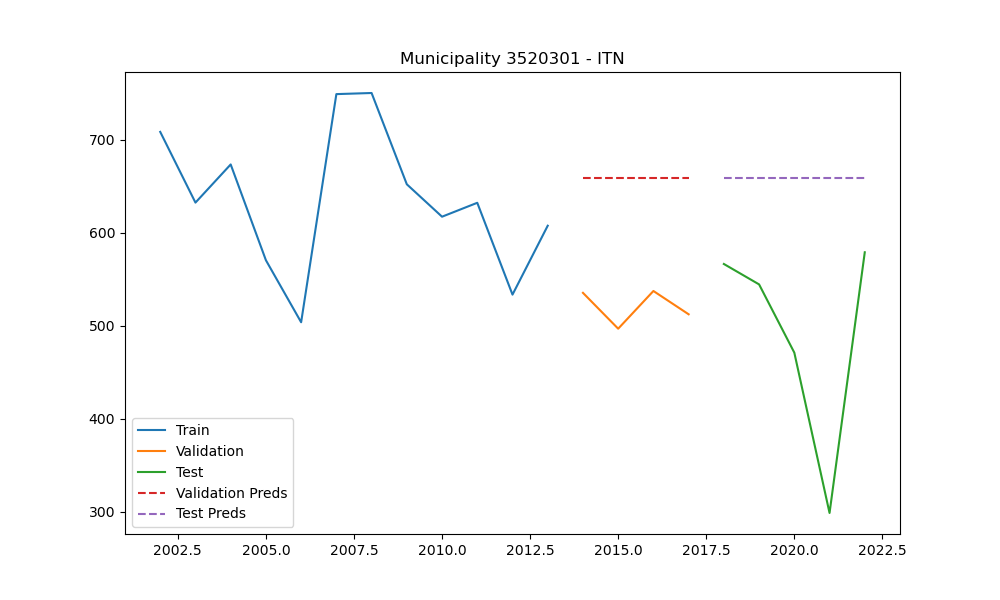 Municipality 3520301 - ITN
700
600
500
400
300
Train
Validation
Test
Validation Preds
Test Preds
2002.5 2005.0 2007.5 2010.0 2012.5 2015.0 2017.5 2020.0 2022.5